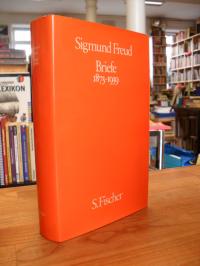 Sigmund Freud
Briefe
1873-1939
S. Fischer
LEXIKON